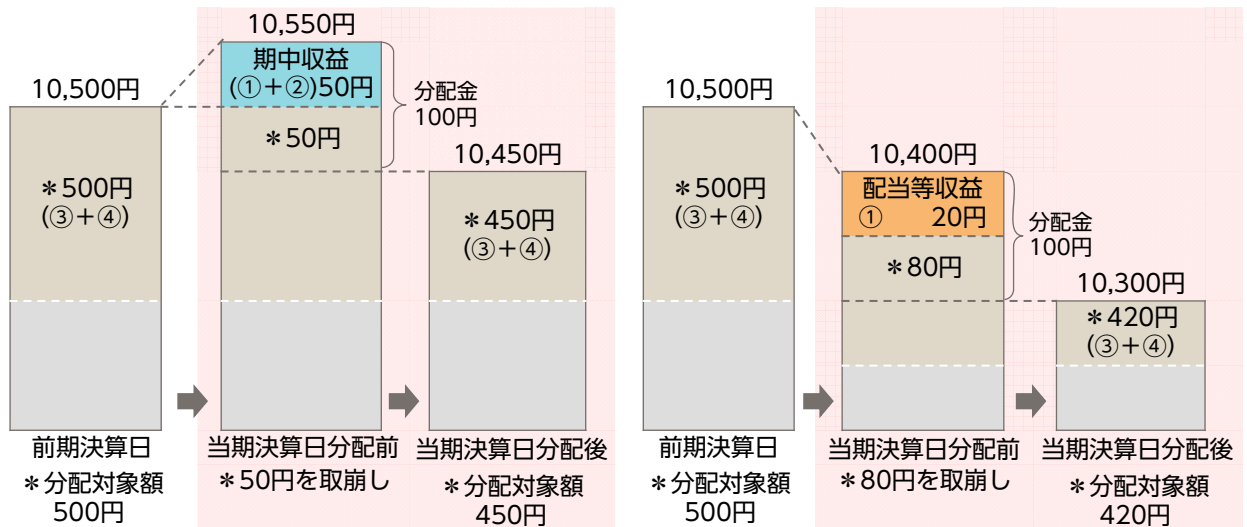 10,500円
＊500円
(③＋④)
前期決算日
＊分配対象額
500円
10,550円
期中収益
(①＋②)50円
＊50円
分配金
100円
当期決算日分配前
＊50円を取崩し
10,450円
＊450円
(③＋④)
当期決算日分配後
＊分配対象額
450円
10,500円
＊500円
(③＋④)
前期決算日
＊分配対象額
500円
10,400円
配当等収益
① 20円
＊80円
分配金
100円
当期決算日分配前
＊80円を取崩し
10,300円
＊420円
(③＋④)
当期決算日分配後
＊分配対象額
420円